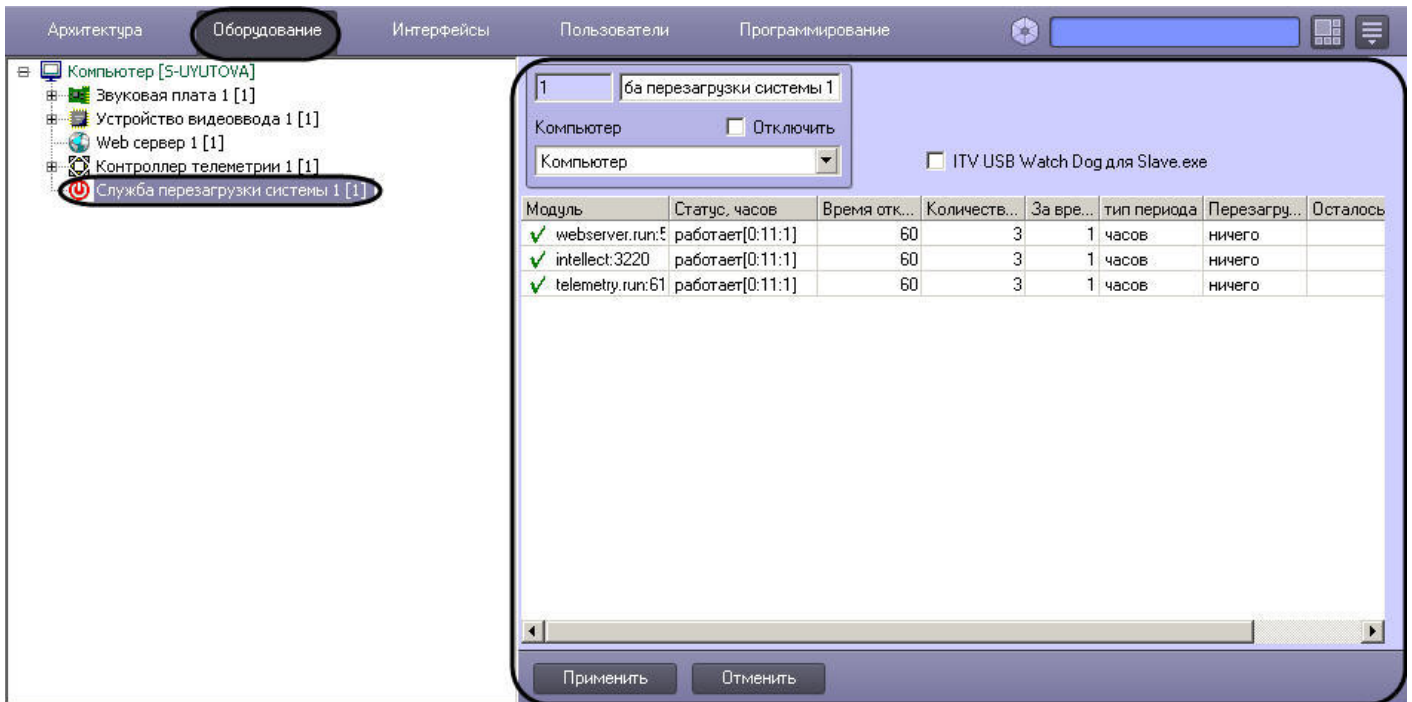 Архитектура Оборудование Интерфейсы Пользователи Программирование
Компьютер [S-UYUTOVA]
Звуковая плата 1 [1]
Устройство видеоввода 1 [1]
Web сервер 1 [1]
Контроллер телеметрии 1 [1]
Служба перезагрузки системы 1 [1]
1 ба перезагрузки системы 1
Компьютер Отключить
Компьютер ITV USB Watch Dog для Slave.exe
Модуль Статус, часов Время отк... Количеств... За вре... тип периода Перезагру... Осталось
webserver.run:5 работает[0:11:1] 60 3 1 часов ничего
intellect:3220 работает[0:11:1] 60 3 1 часов ничего
telemetry.run:61 работает[0:11:1] 60 3 1 часов ничего
Применить Отменить